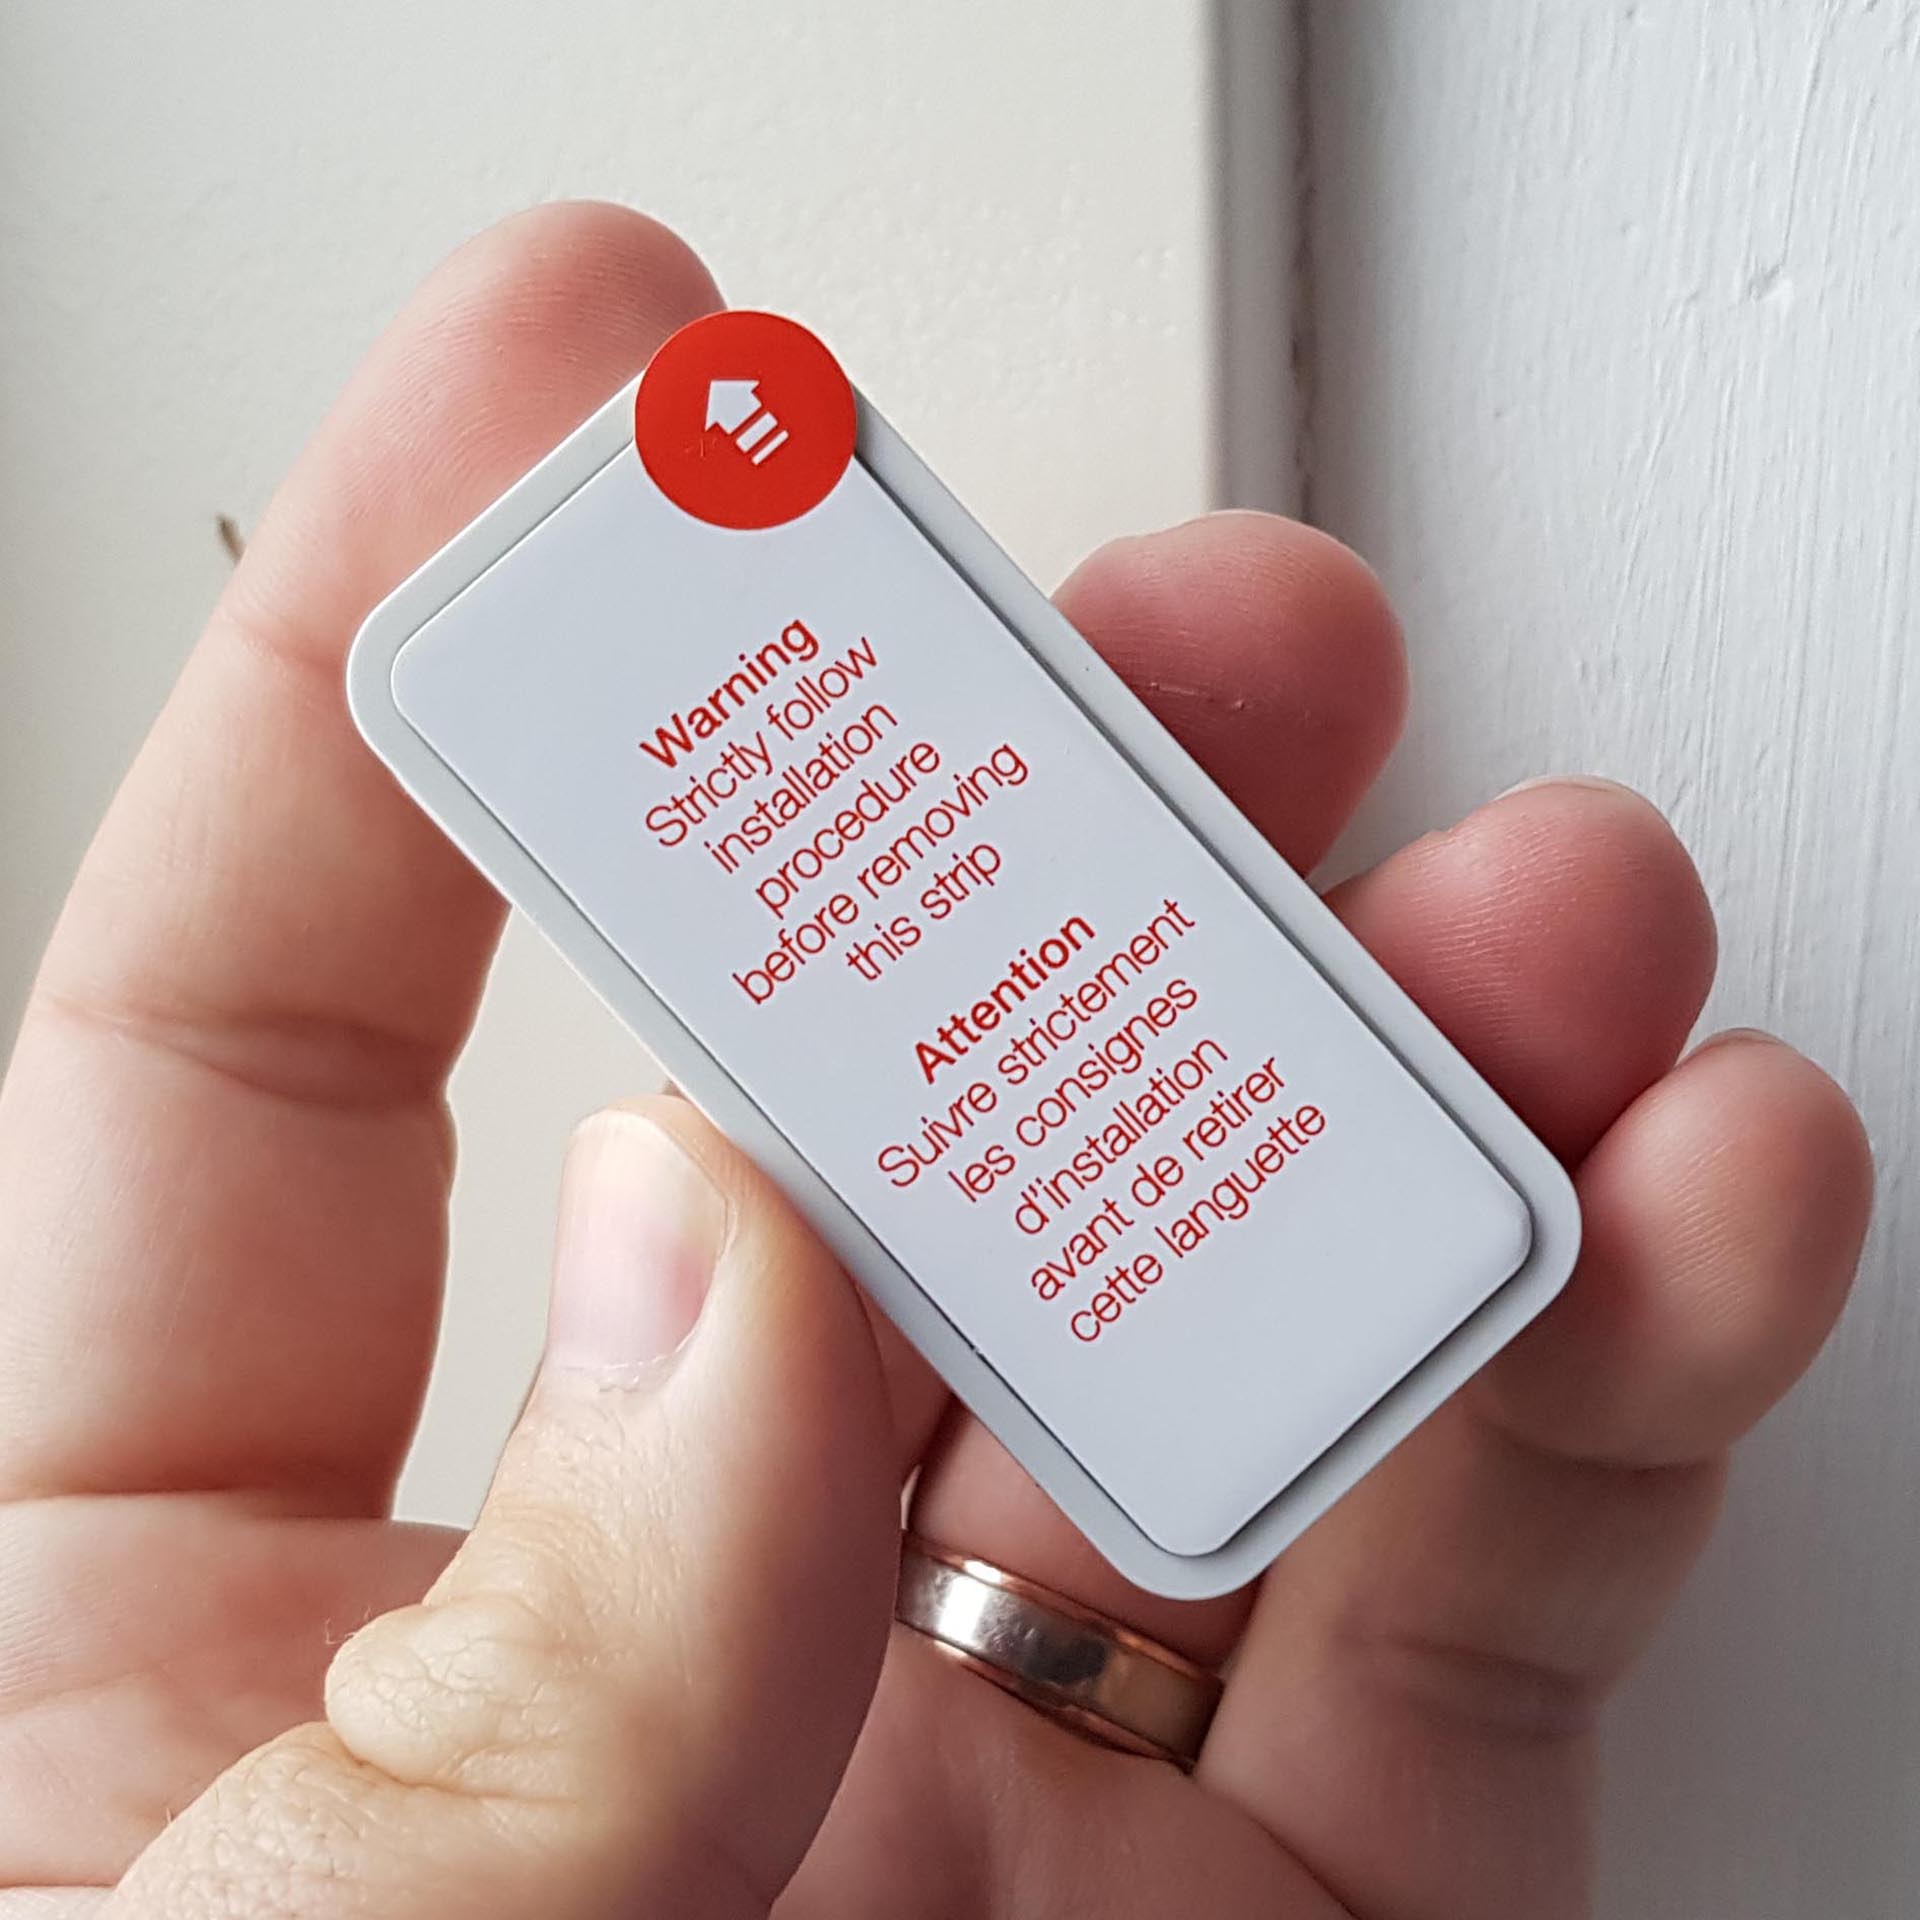 Warning
Strictly follow
installation
procedure
before removing
this strip
Attention
Suivre strictement
les consignes
d'installation
avant de retirer
cette languette